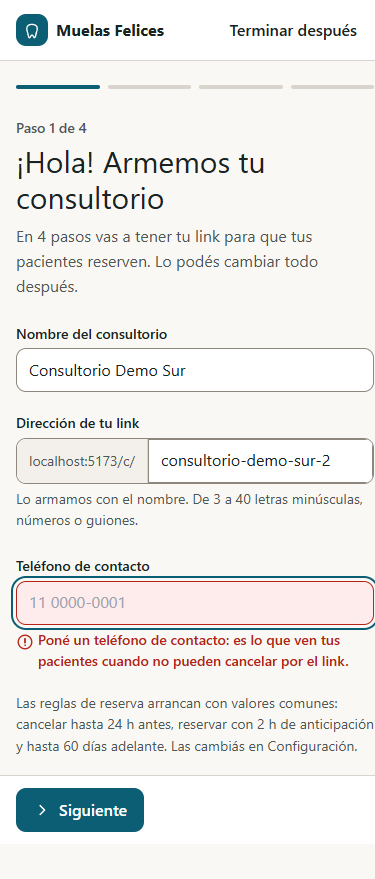 Muelas Felices
Terminar después
Paso 1 de 4
¡Hola! Armemos tu
consultorio
En 4 pasos vas a tener tu link para que tus
pacientes reserven. Lo podés cambiar todo
después.
Nombre del consultorio
Consultorio Demo Sur
Dirección de tu link
localhost:5173/c/
consultorio-demo-sur-2
Lo armamos con el nombre. De 3 a 40 letras minúsculas,
números o guiones.
Teléfono de contacto
11 0000-0001
Poné un teléfono de contacto: es lo que ven tus
pacientes cuando no pueden cancelar por el link.
Las reglas de reserva arrancan con valores comunes:
cancelar hasta 24 h antes, reservar con 2 h de anticipación
y hasta 60 días adelante. Las cambiás en Configuración.
Siguiente